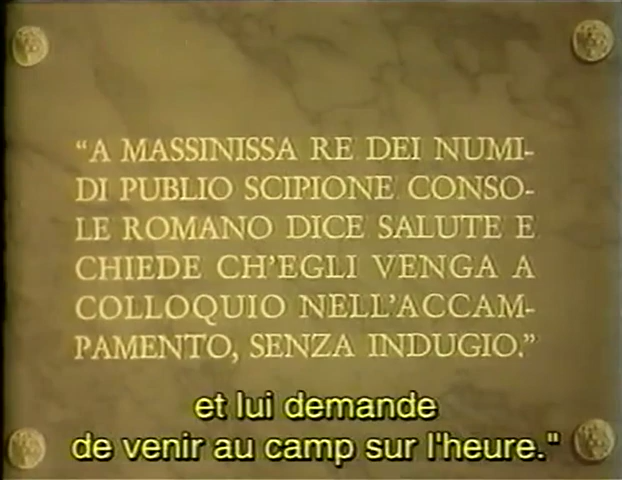 “A MASSINISSA RE DEI NUMI-
DI PUBLIO SCIPIONE CONSO-
LE ROMANO DICE SALUTE E
CHIEDE CH’EGLI VENGA A
COLLOQUIO NELL’ACCAM-
PAMENTO, SENZA INDUGIO.”
et lui demande
de venir au camp sur l'heure."